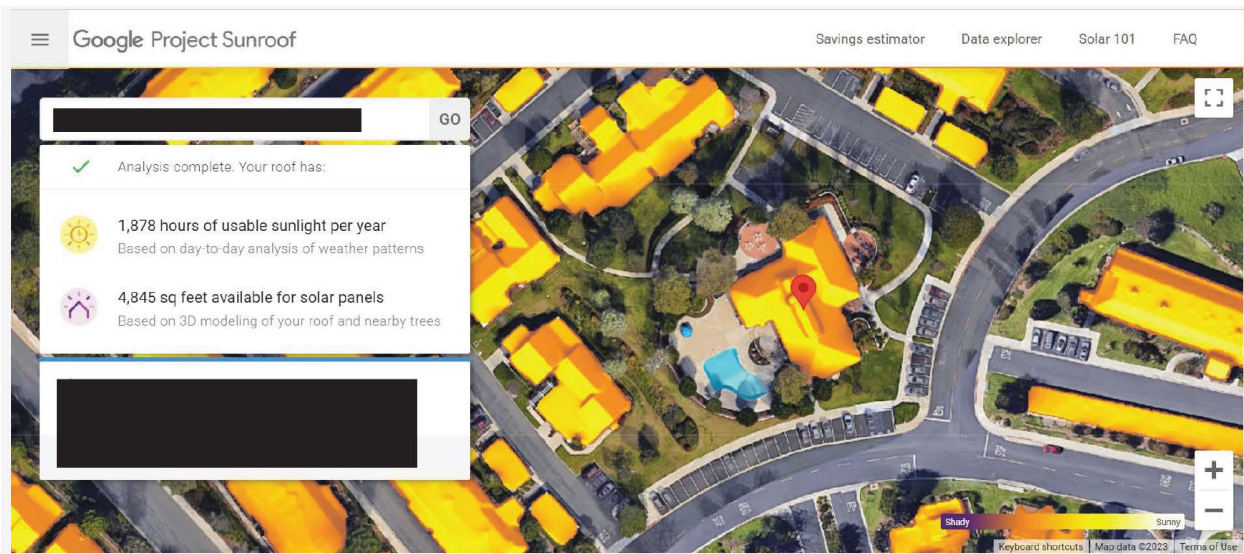 Google Project Sunroof
Savings estimator
Data explorer
Solar 101
FAQ
GO
Analysis complete. Your roof has:
1,878 hours of usable sunlight per year
Based on day-to-day analysis of weather patterns
4,845 sq feet available for solar panels
Based on 3D modeling of your roof and nearby trees
STOP
STOP
Shady
Sunny
Keyboard shortcuts
Map data ©2023
Terms of Use